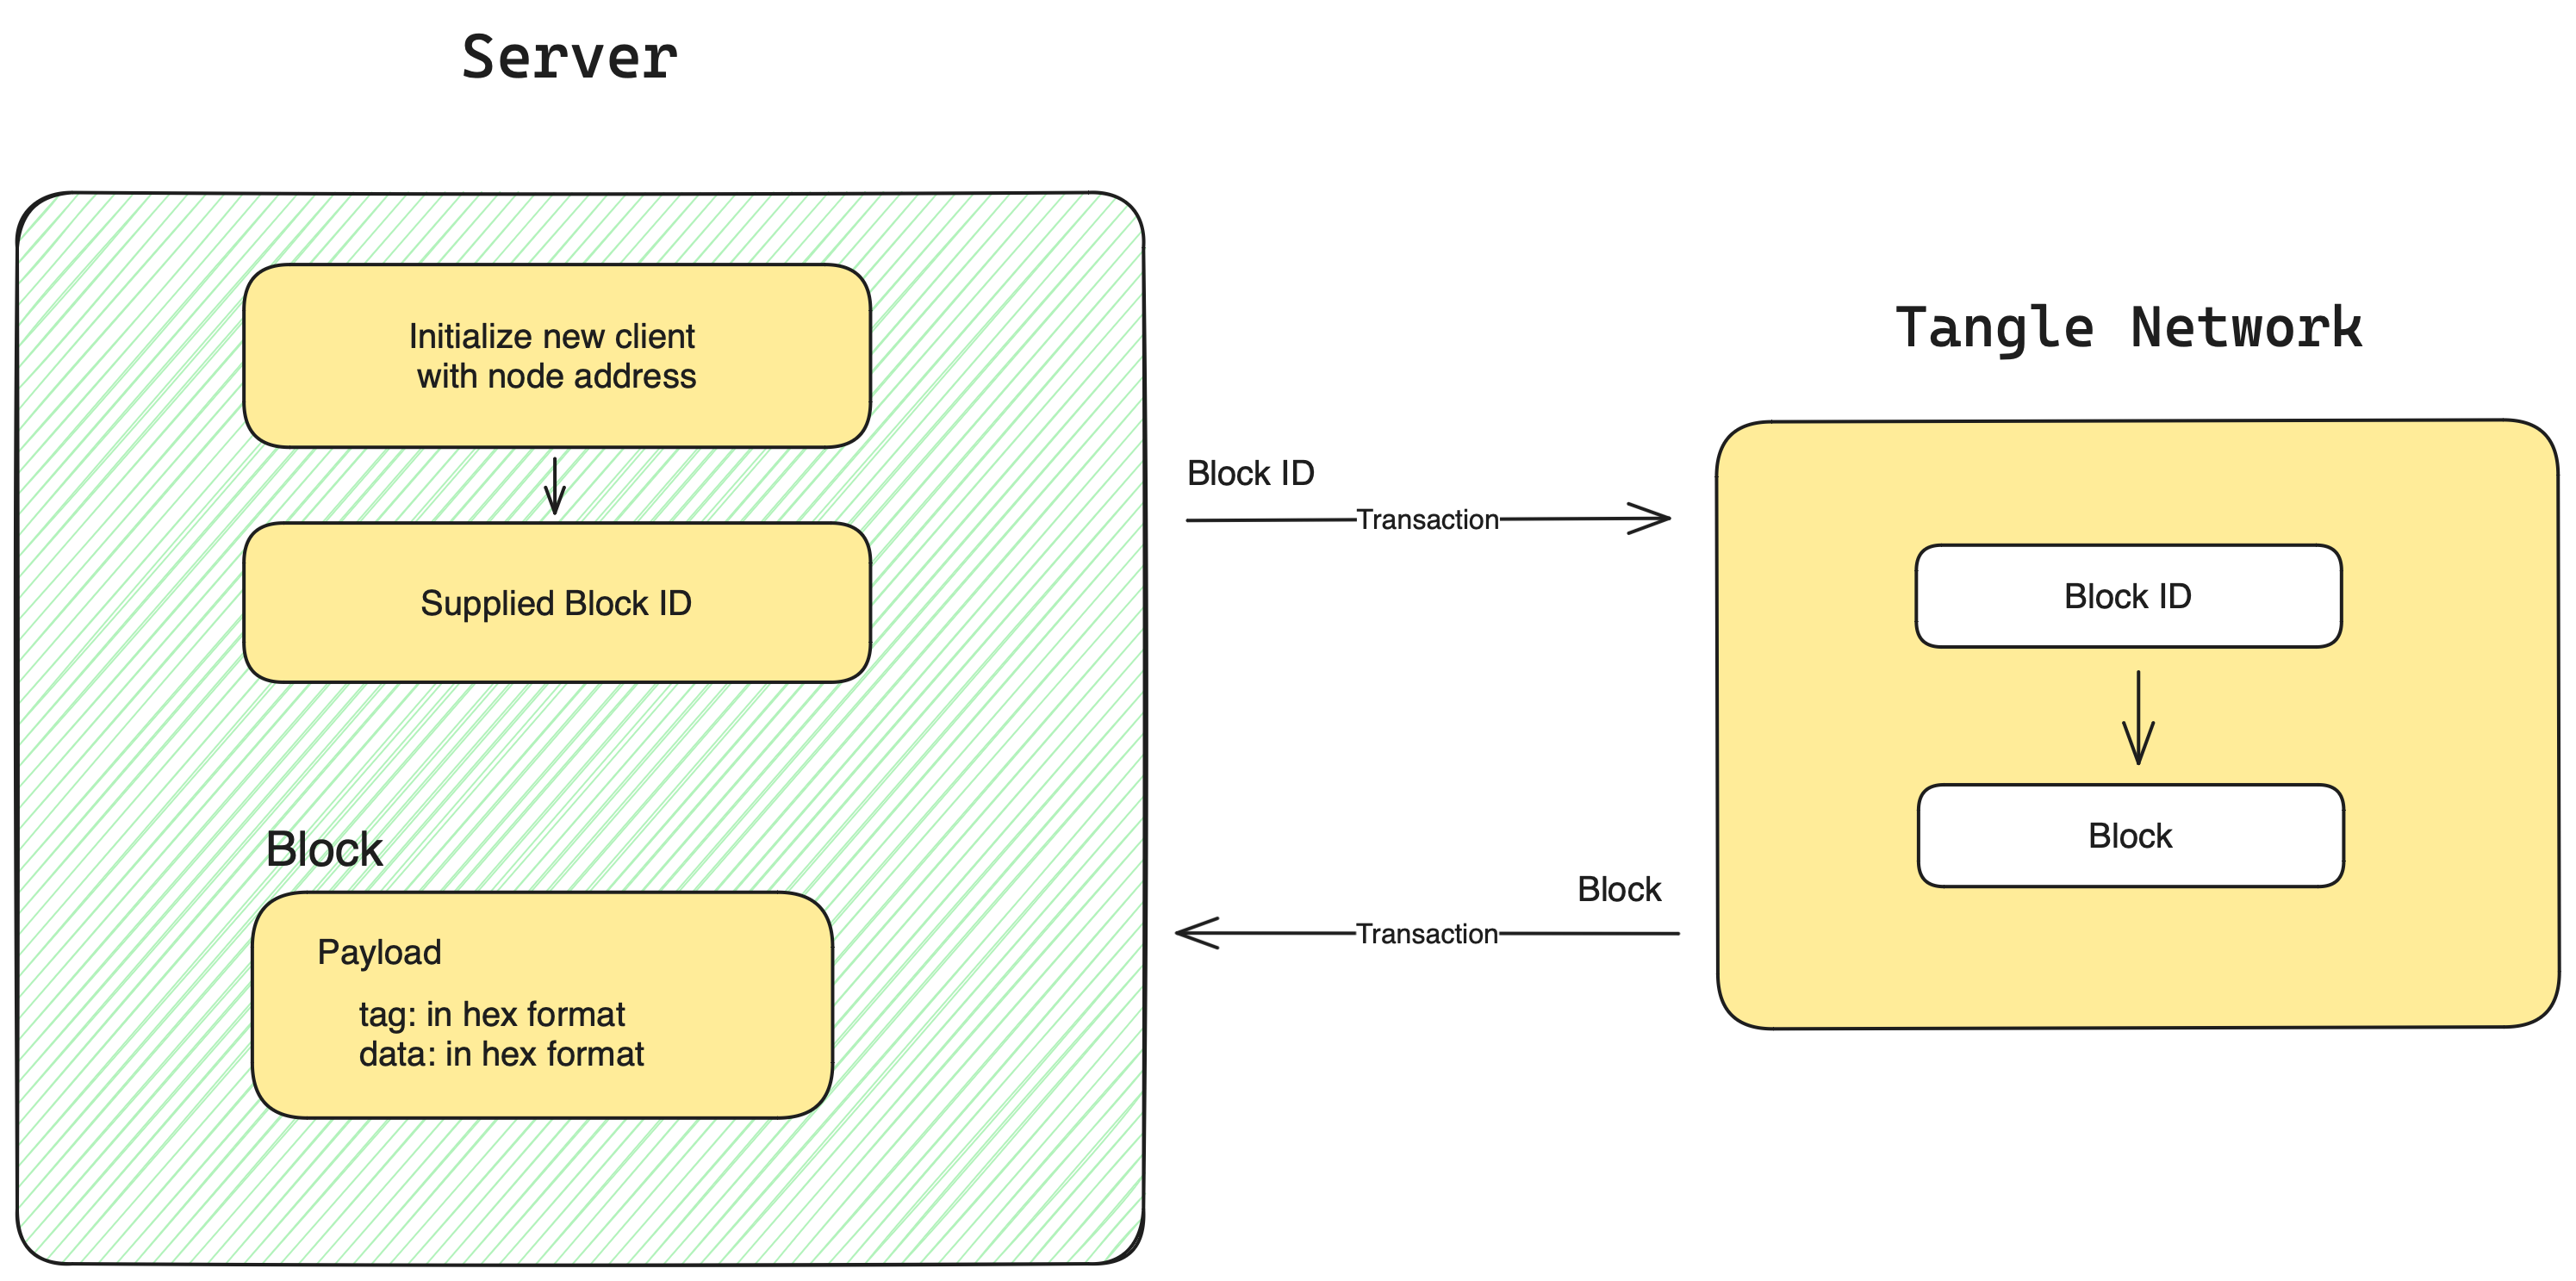 Server
Initialize new client
with node address
Supplied Block ID
Block
Payload
tag: in hex format
data: in hex format
Block ID
Transaction
Block
Transaction
Tangle Network
Block ID
Block